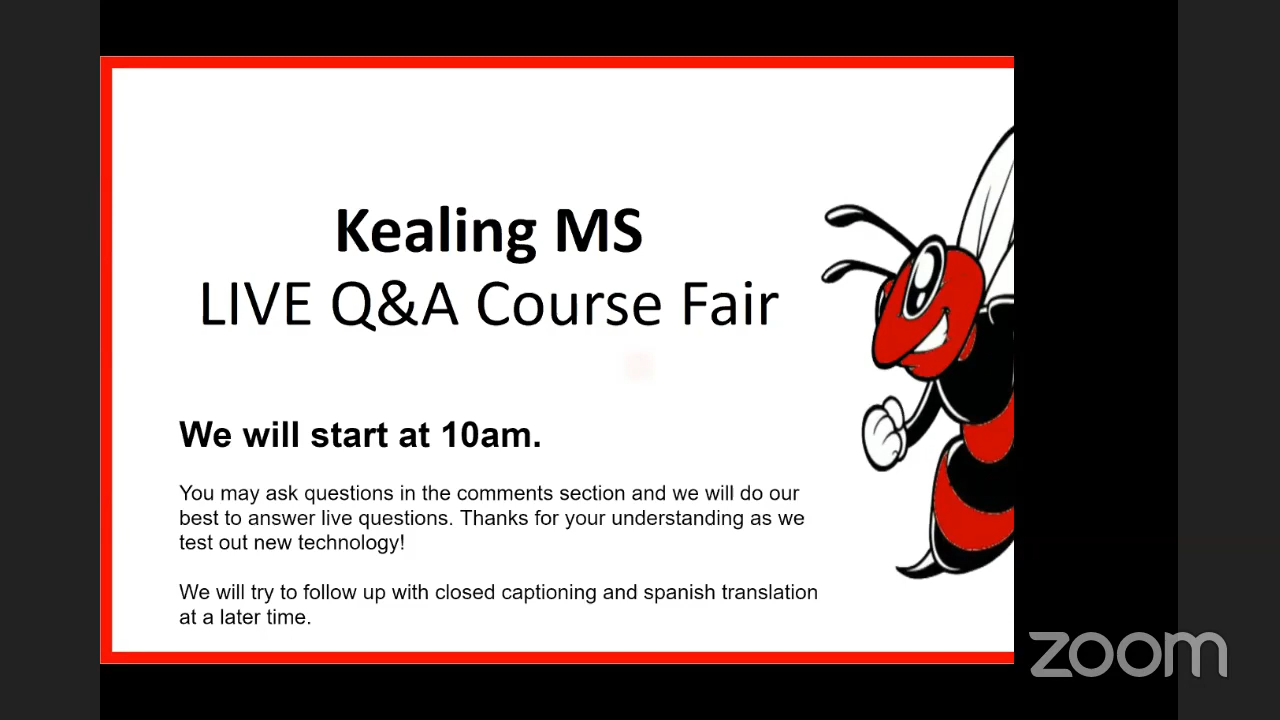 Kealing MS
LIVE Q&A Course Fair
We will start at 10am.
You may ask questions in the comments section and we will do our
best to answer live questions. Thanks for your understanding as we
test out new technology!
We will try to follow up with closed captioning and spanish translation
at a later time.
zoom